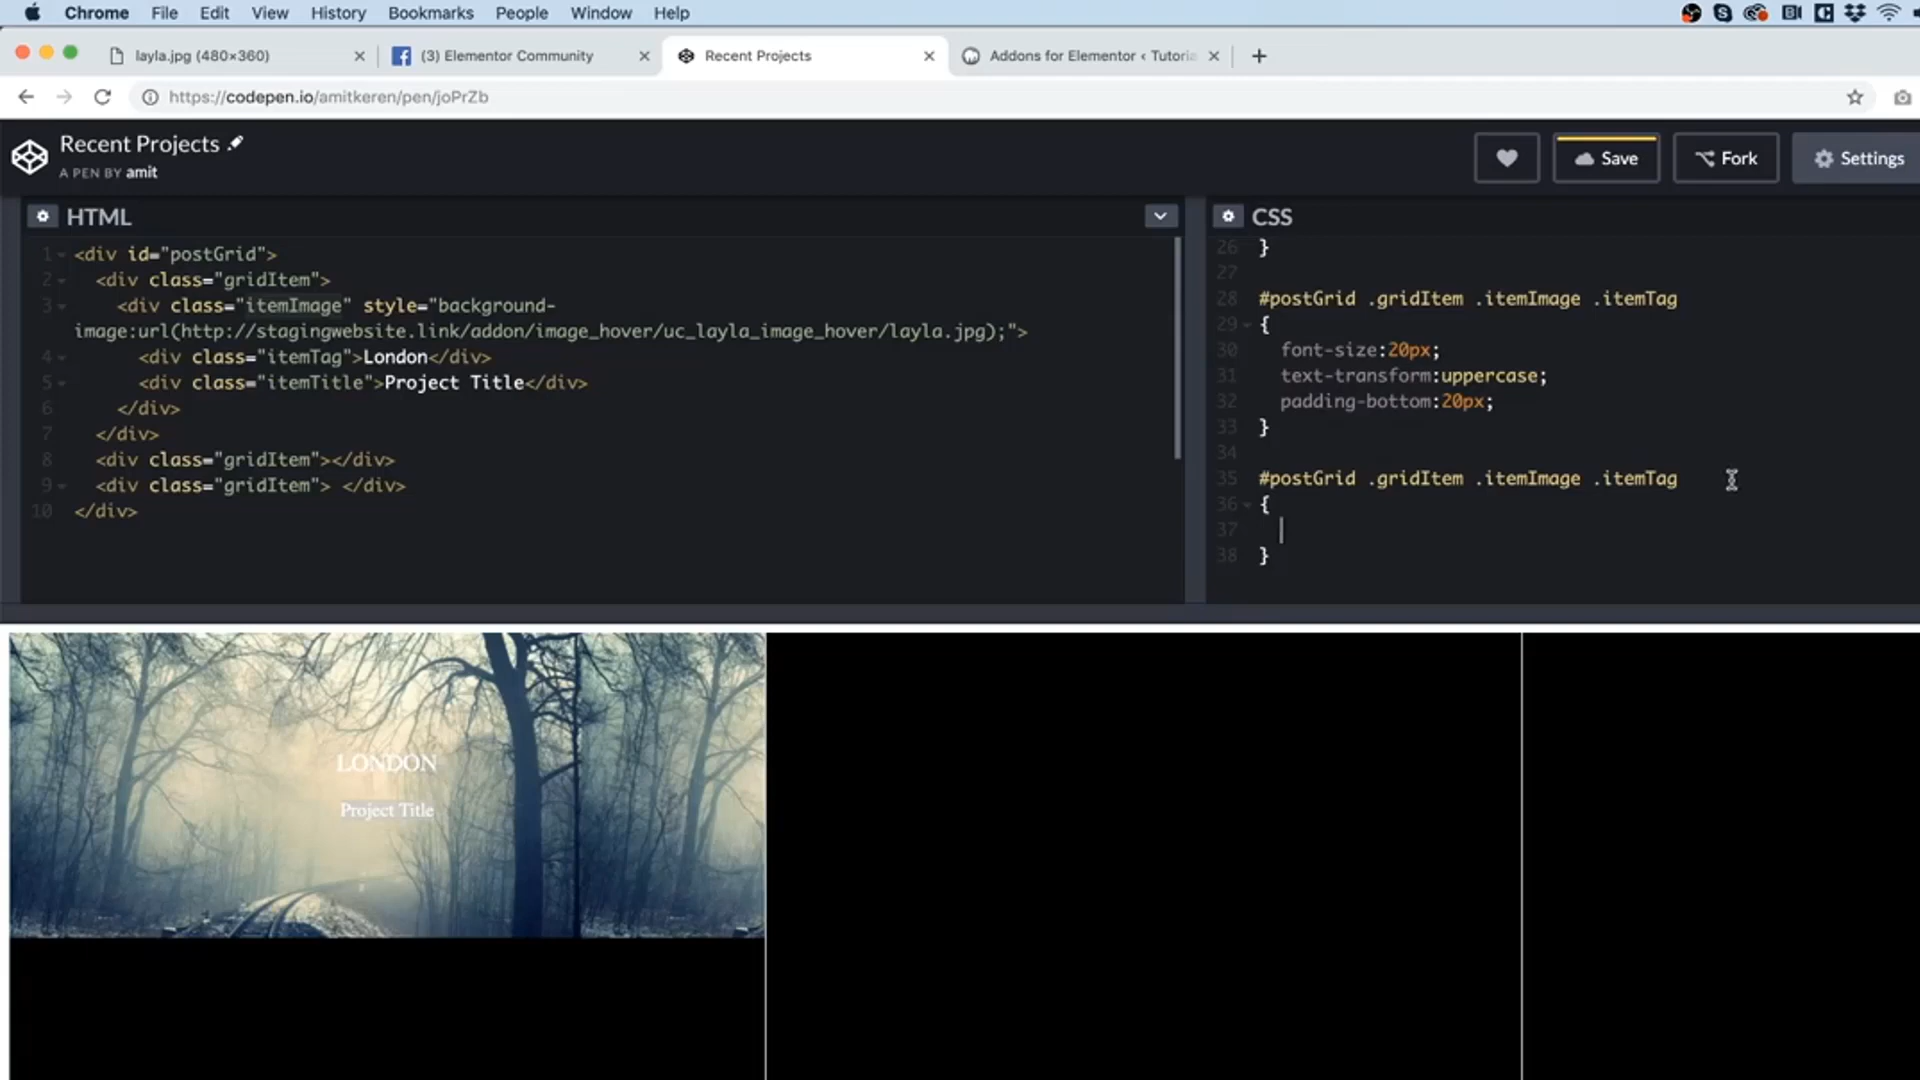 Chrome File Edit View History Bookmarks People Window Help
layla.jpg (480×360)
(3) Elementor Community
Recent Projects
Addons for Elementor ‹ Tutoria
https://codepen.io/amitkeren/pen/joPrZb
Recent Projects
A PEN BY amit
Save
Fork
Settings
HTML
1 <div id="postGrid">
2 <div class="gridItem">
3 <div class="itemImage" style="background-
image:url(http://stagingwebsite.link/addon/image_hover/uc_layla_image_hover/layla.jpg);">
4 <div class="itemTag">London</div>
5 <div class="itemTitle">Project Title</div>
6 </div>
7 </div>
8 <div class="gridItem"></div>
9 <div class="gridItem"> </div>
10 </div>
CSS
26 }
27
28 #postGrid .gridItem .itemImage .itemTag
29 {
30 font-size:20px;
31 text-transform:uppercase;
32 padding-bottom:20px;
33 }
34
35 #postGrid .gridItem .itemImage .itemTag
36 {
37
38 }
LONDON
Project Title